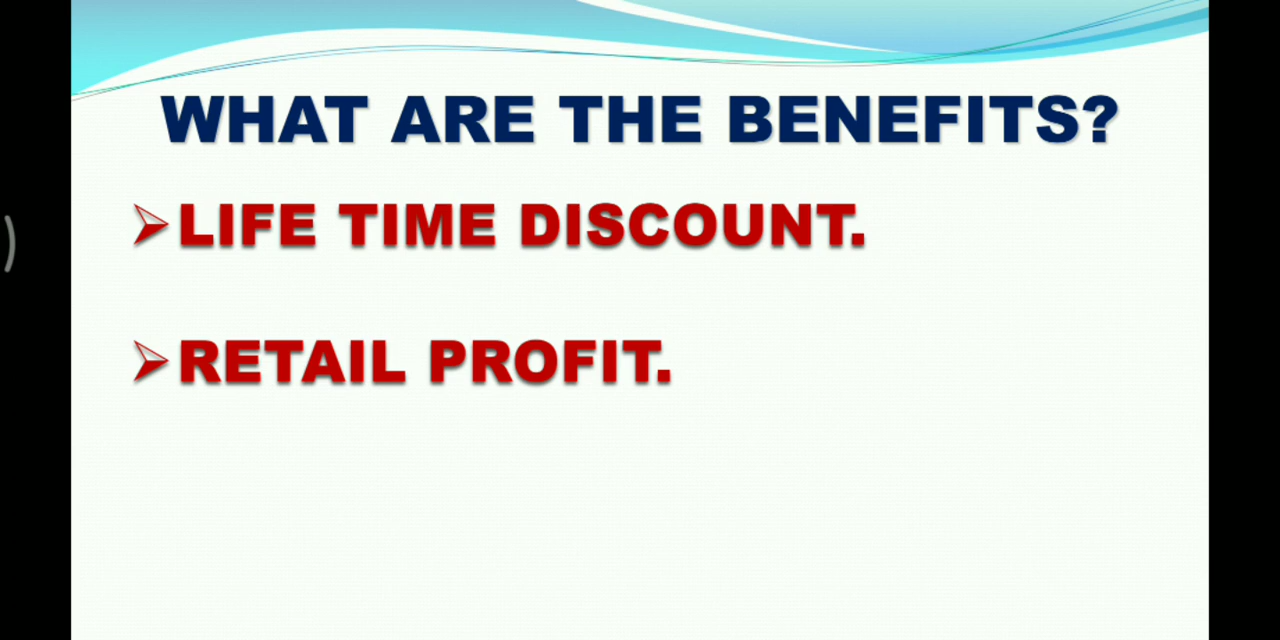 WHAT ARE THE BENEFITS?
LIFE TIME DISCOUNT.
RETAIL PROFIT.